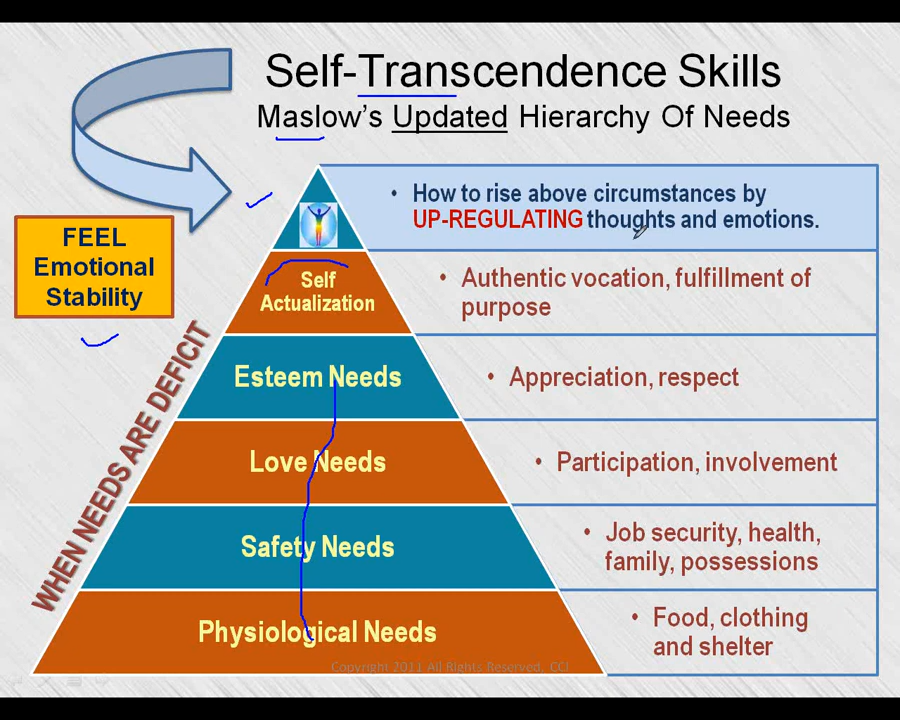 Self-Transcendence Skills
Maslow's Updated Hierarchy Of Needs
• How to rise above circumstances by
UP-REGULATING thoughts and emotions.
FEEL
Emotional
Stability
Self
Actualization
• Authentic vocation, fulfillment of
purpose
WHEN NEEDS ARE DEFICIT
Esteem Needs
• Appreciation, respect
Love Needs
• Participation, involvement
Safety Needs
• Job security, health,
family, possessions
Physiological Needs
• Food, clothing
and shelter
Copyright 2011 All Rights Reserved, CCI